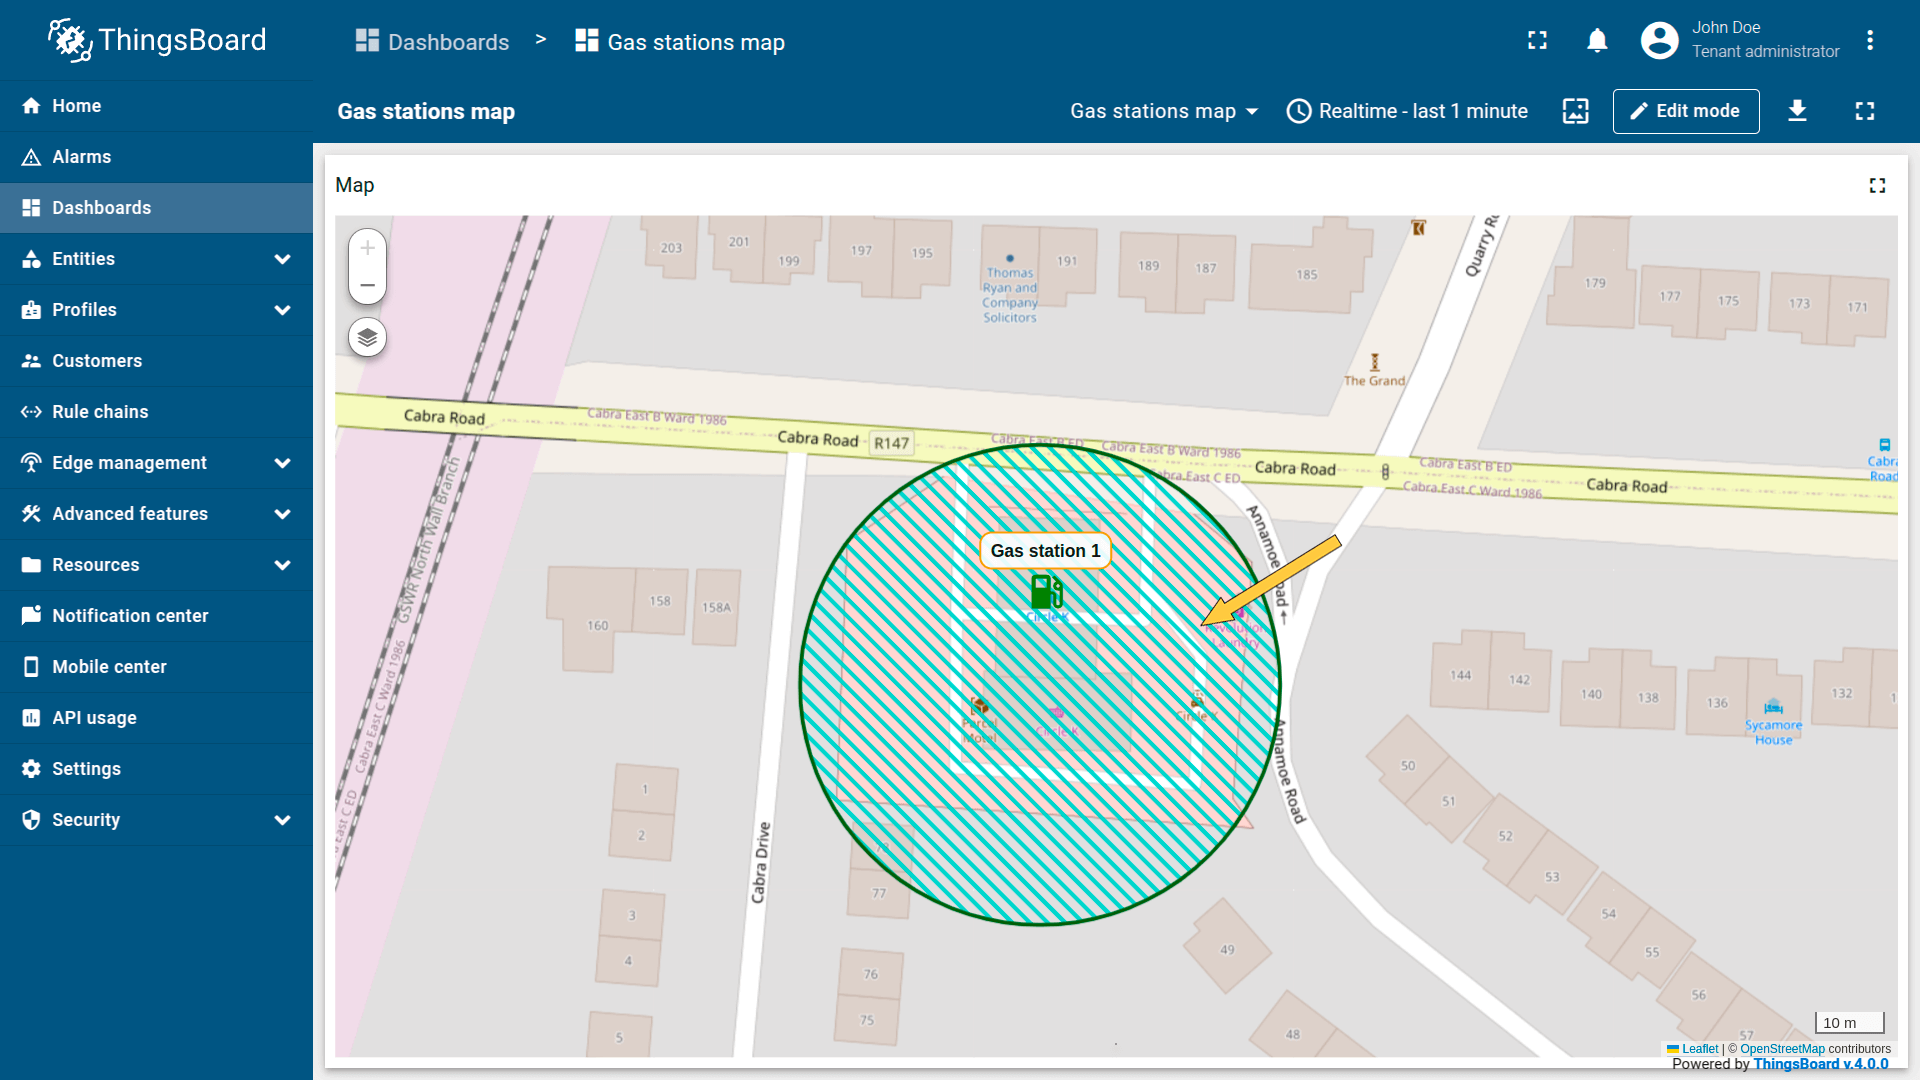 ThingsBoard
Dashboards > Gas stations map
John Doe
Tenant administrator
Home
Alarms
Dashboards
Entities
Profiles
Customers
Rule chains
Edge management
Advanced features
Resources
Notification center
Mobile center
API usage
Settings
Security
Gas stations map
Gas stations map
Realtime - last 1 minute
Edit mode
Map
+
−
203
201
199
197
195
Thomas
Ryan and
Company
Solicitors
191
189
187
185
Quarry
179
177
175
173
171
The Grand
Cabra Road
Cabra East B Ward 1986
Cabra Road
R147
Cabra East B ED
Cabra East B Ward 1986
Cabra East C ED
Cabra Road
Cabra East B ED
Cabra East C Ward 1986
Cabra Road
Cabra
Road
GSWR North Wall Branch
Cabra East C Ward 1986
East C ED
Annamoe Road
Gas station 1
Circle K
Revolution
Laundry
Parcel
Motel
Circle K
Circle K
160
158
158A
144
142
140
138
136
132
Sycamore
House
Annamoe Road
Cabra Drive
1
2
3
4
5
78
77
76
75
50
51
52
53
54
55
56
57
49
48
10 m
Leaflet | © OpenStreetMap contributors
Powered by ThingsBoard v.4.0.0